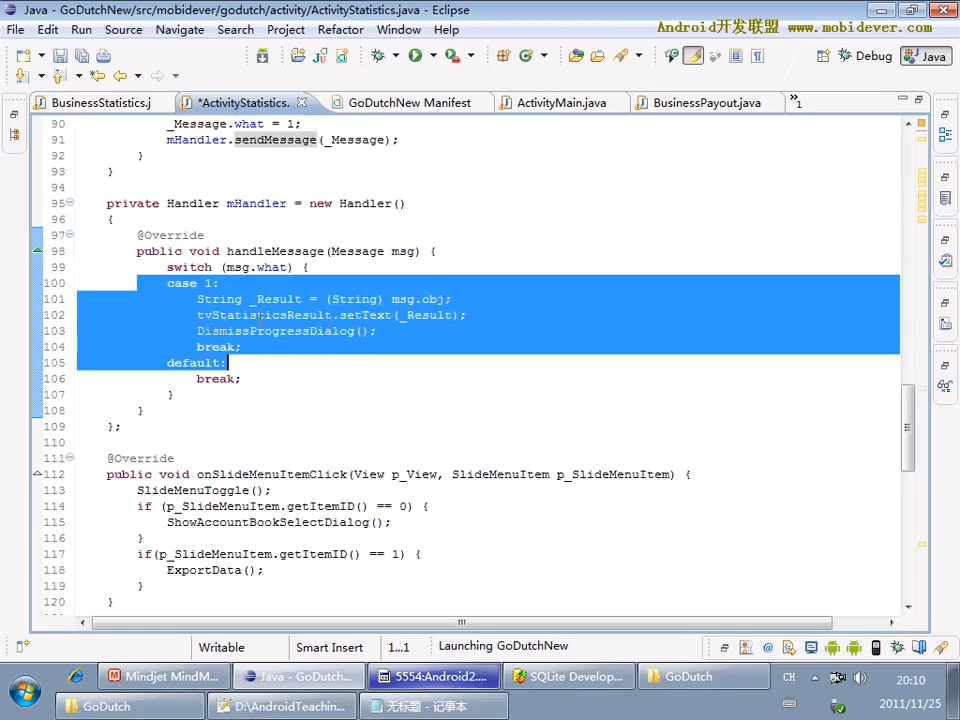 Java - GoDutchNew/src/mobidever/godutch/activity/ActivityStatistics.java - Eclipse
File Edit Source Refactor Navigate Search Project Refactor Window Help
Android开发联盟 www.mobidever.com
Debug Java
BusinessStatistics.j *ActivityStatistics. GoDutchNew Manifest ActivityMain.java BusinessPayout.java »1
90 _Message.what = 1;
91 mHandler.sendMessage(_Message);
92 }
93 }
94
95 private Handler mHandler = new Handler()
96 {
97 @Override
98 public void handleMessage(Message msg) {
99 switch (msg.what) {
100 case 1:
101 String _Result = (String) msg.obj;
102 tvStatisticsResult.setText(_Result);
103 DismissProgressDialog();
104 break;
105 default:
106 break;
107 }
108 }
109 };
110
111 @Override
112 public void onSlideMenuItemClick(View p_View, SlideMenuItem p_SlideMenuItem) {
113 SlideMenuToggle();
114 if (p_SlideMenuItem.getItemID() == 0) {
115 ShowAccountBookSelectDialog();
116 }
117 if(p_SlideMenuItem.getItemID() == 1) {
118 ExportData();
119 }
120 }
Writable Smart Insert 1...1 Launching GoDutchNew
Mindjet MindM... Java - GoDutch... 5554:Android2.... SQLite Develop... GoDutch CH 20:10
GoDutch D:\AndroidTeachin... 无标题 - 记事本 2011/11/25